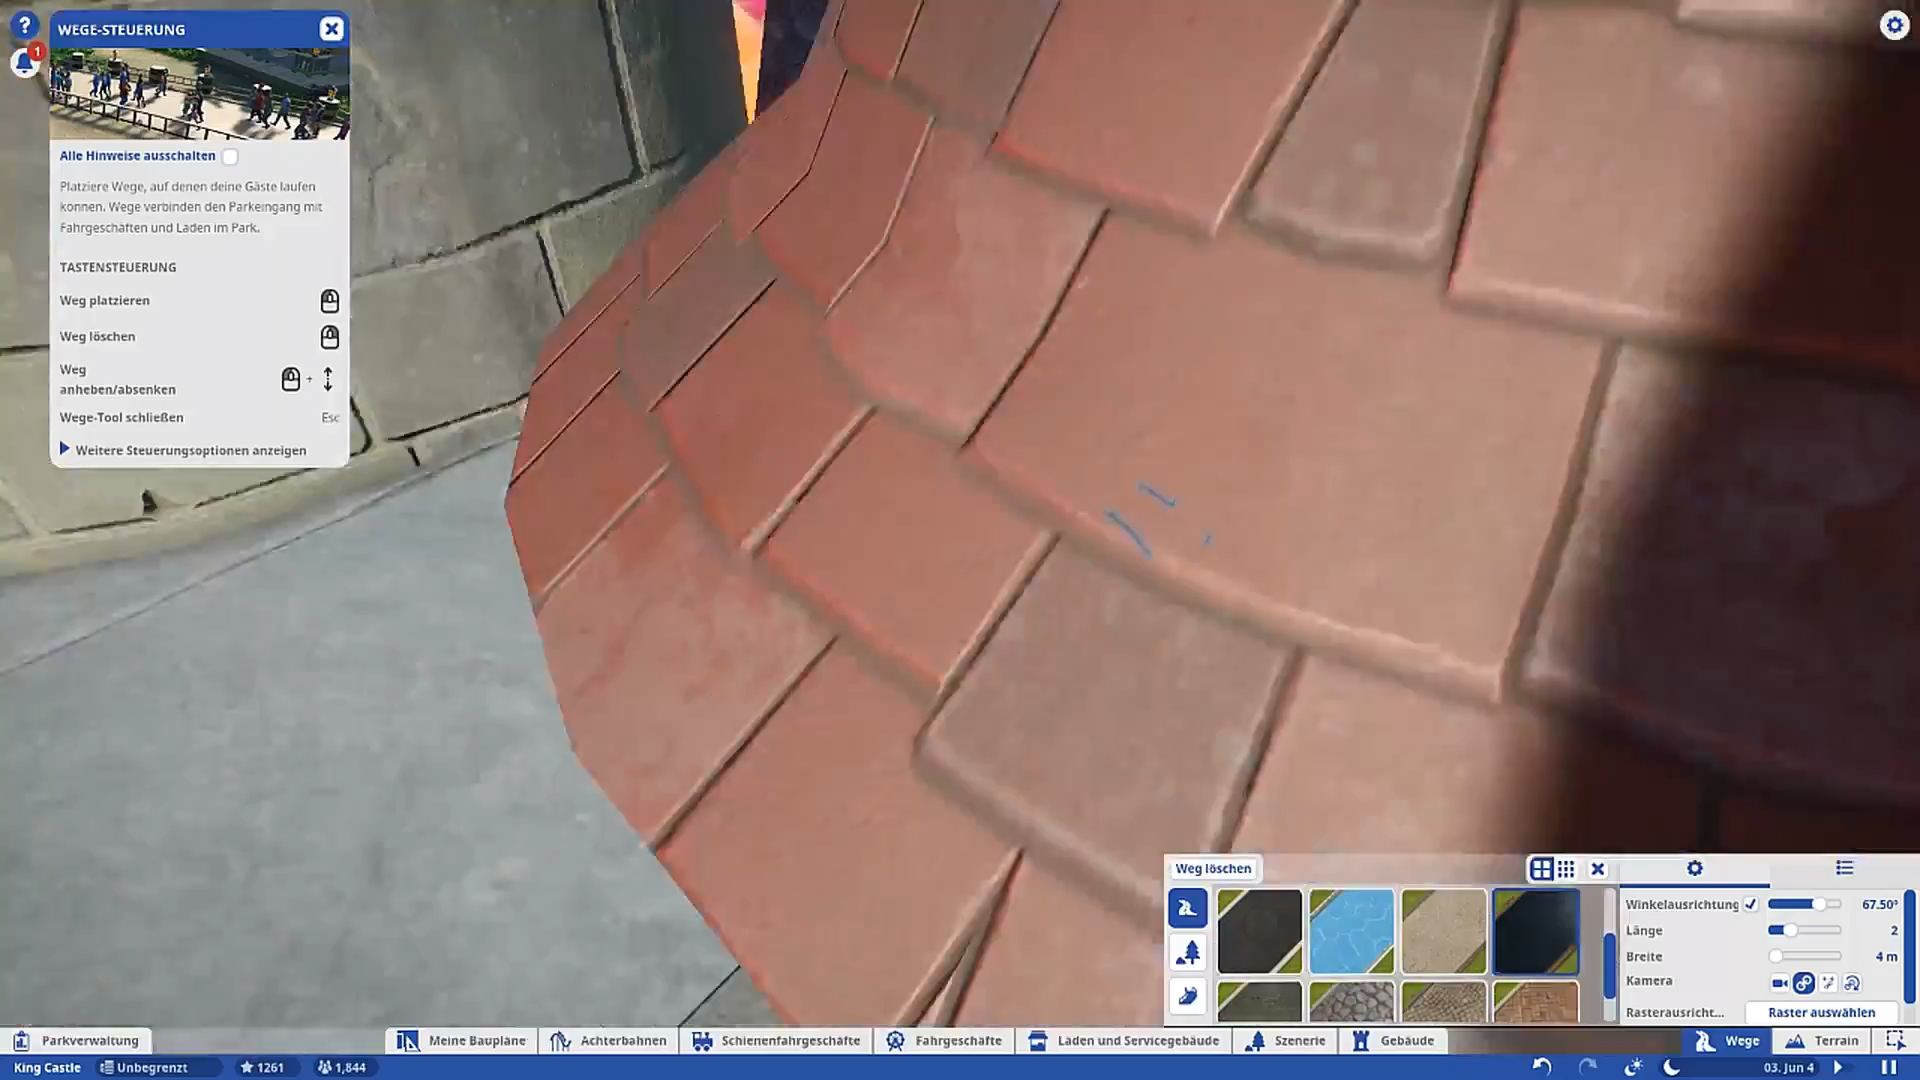 ?
WEGE-STEUERUNG
1
Alle Hinweise ausschalten
Platziere Wege, auf denen deine Gäste laufen
können. Wege verbinden den Parkeingang mit
Fahrgeschäften und Laden im Park.
TASTENSTEUERUNG
Weg platzieren
Weg löschen
Weg
anheben/absenken
+
Wege-Tool schließen
Esc
Weitere Steuerungsoptionen anzeigen
Weg löschen
Winkelausrichtung
67.50°
Länge
2
Breite
4 m
Kamera
Rasterausricht...
Raster auswählen
Parkverwaltung
Meine Baupläne
Achterbahnen
Schienenfahrgeschäfte
Fahrgeschäfte
Läden und Servicegebäude
Szenerie
Gebäude
Wege
Terrain
King Castle
Unbegrenzt
1261
1,844
03. Jun 4